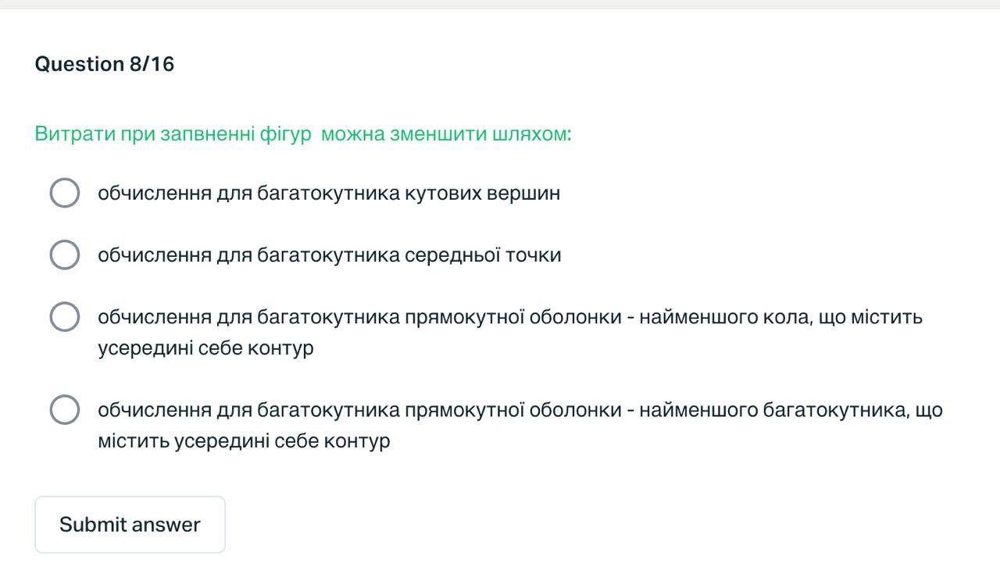 Question 8/16
Витрати при запвненні фігур  можна зменшити шляхом:
обчислення для багатокутника кутових вершин
обчислення для багатокутника середньої точки
обчислення для багатокутника прямокутної оболонки - найменшого кола, що містить
усередині себе контур
обчислення для багатокутника прямокутної оболонки - найменшого багатокутника, що
містить усередині себе контур
Submit answer